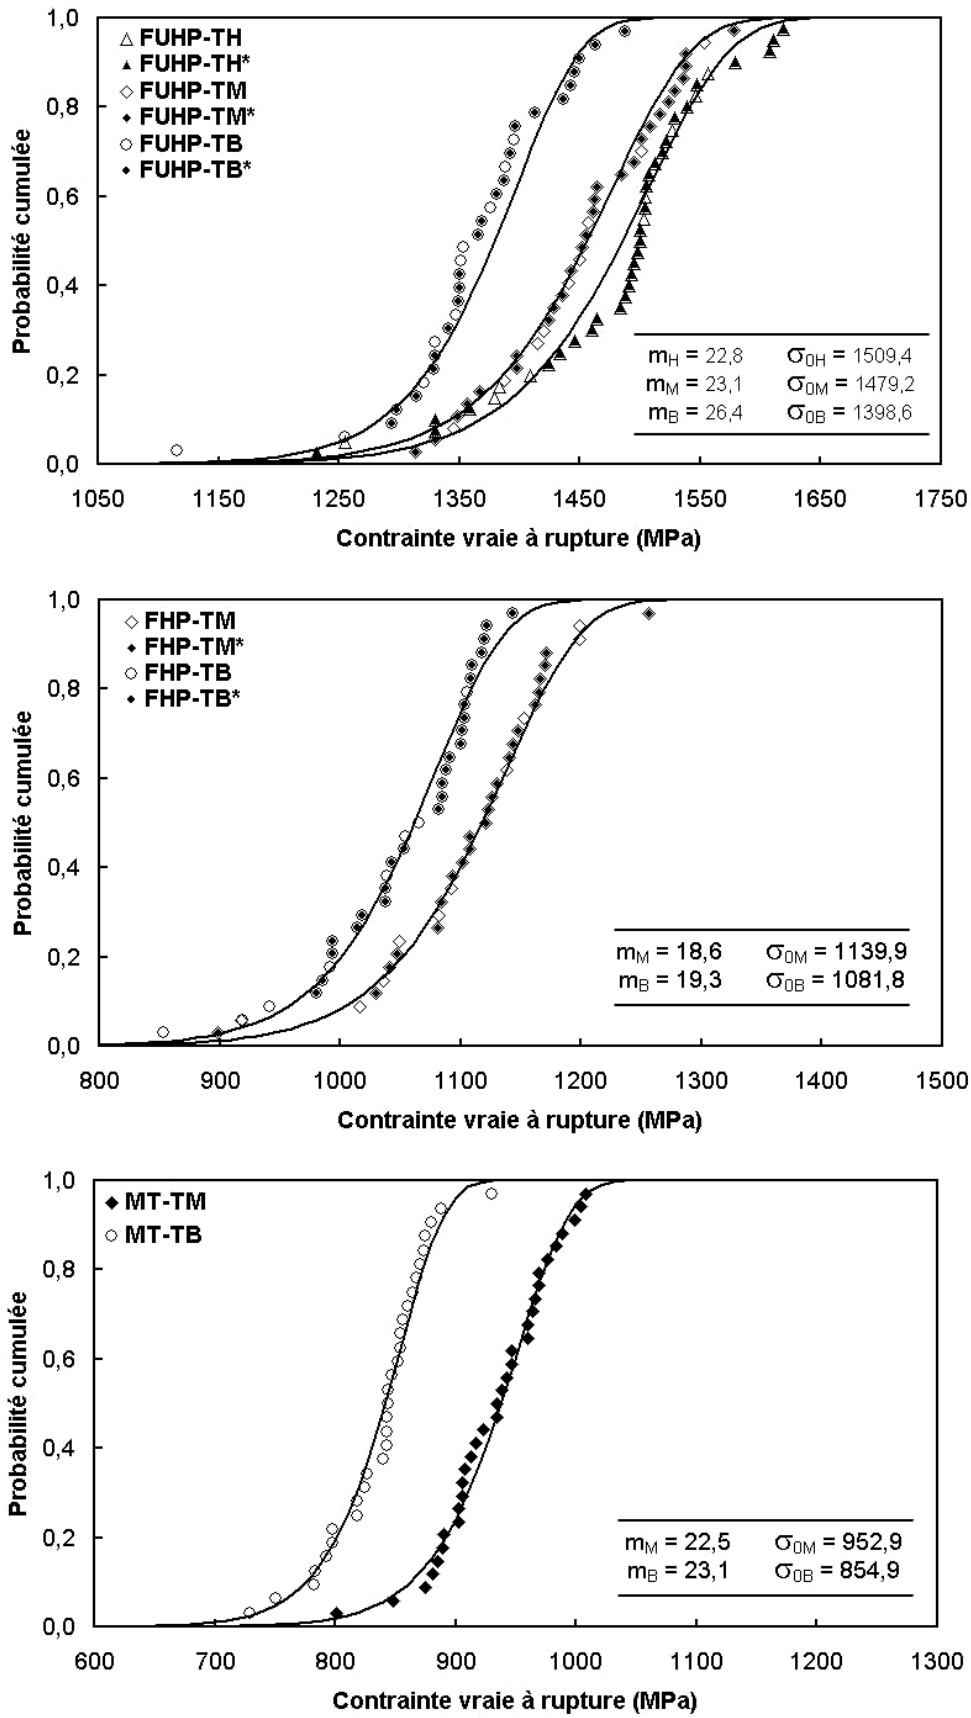 1,0
0,8
0,6
0,4
0,2
0,0
Probabilité cumulée
FUHP-TH
FUHP-TH*
FUHP-TM
FUHP-TM*
FUHP-TB
FUHP-TB*
mH = 22,8 σ0H = 1509,4
mM = 23,1 σ0M = 1479,2
mB = 26,4 σ0B = 1398,6
1050 1150 1250 1350 1450 1550 1650 1750
Contrainte vraie à rupture (MPa)
1,0
0,8
0,6
0,4
0,2
0,0
Probabilité cumulée
FHP-TM
FHP-TM*
FHP-TB
FHP-TB*
mM = 18,6 σ0M = 1139,9
mB = 19,3 σ0B = 1081,8
800 900 1000 1100 1200 1300 1400 1500
Contrainte vraie à rupture (MPa)
1,0
0,8
0,6
0,4
0,2
0,0
Probabilité cumulée
MT-TM
MT-TB
mM = 22,5 σ0M = 952,9
mB = 23,1 σ0B = 854,9
600 700 800 900 1000 1100 1200 1300
Contrainte vraie à rupture (MPa)